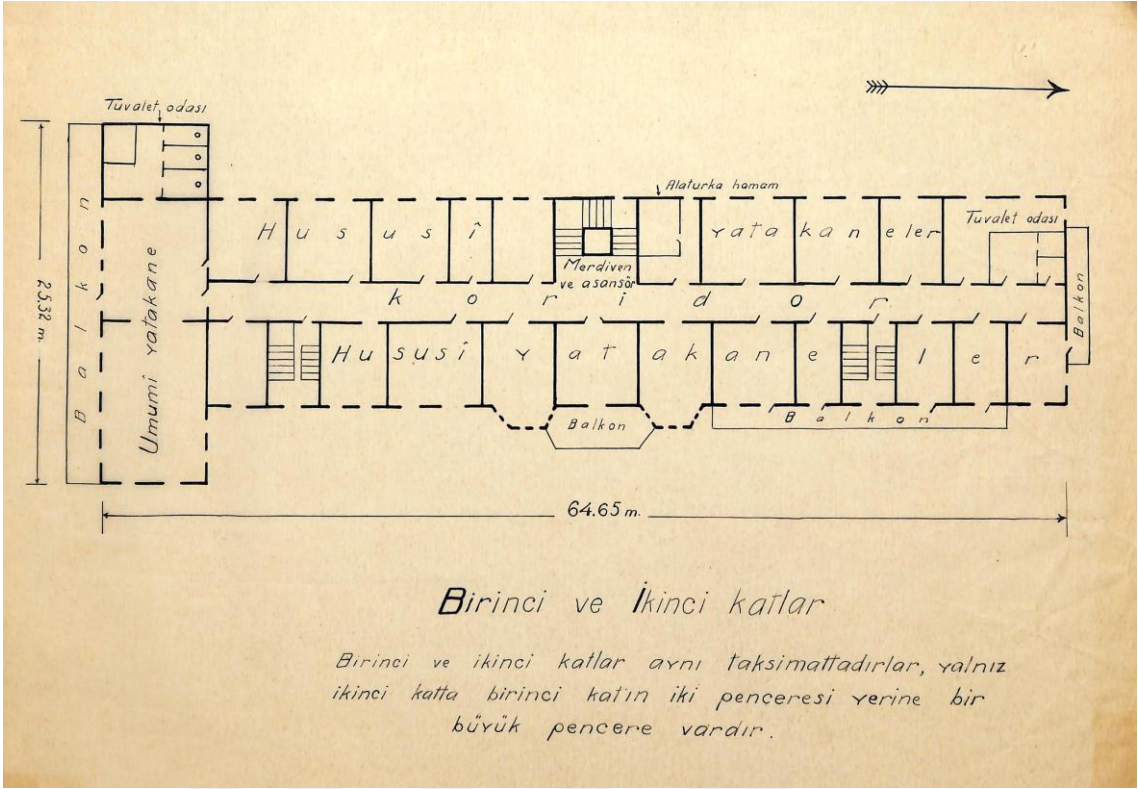 Tuvalet odası
Alaturka hamam
Hususî
Yatakaneler
Tuvalet odası
Merdiven
ve asansör
Balkon
25.32 m.
Umumi Yatakane
koridor
Balkon
Hususî Yatakaneler
Balkon
Balkon
64.65 m.
Birinci ve İkinci katlar
Birinci ve ikinci katlar aynı taksimattadırlar, yalnız
ikinci katta birinci katın iki penceresi yerine bir
büyük pencere vardır.